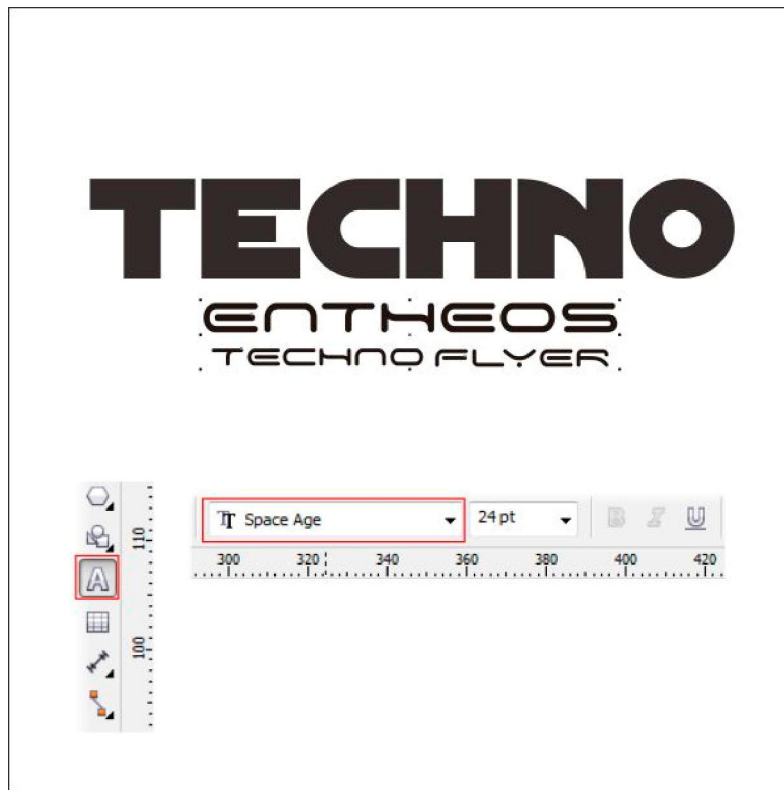 TECHNO
ENTHEOS
TECHNO FLYER
Space Age
24 pt
B I U
300 320 340 360 380 400 420
110
A
100